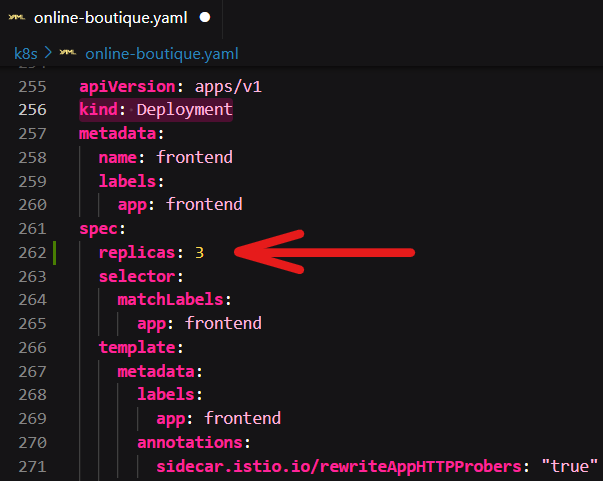 YAML online-boutique.yaml
k8s > YAML online-boutique.yaml
255 apiVersion: apps/v1
256 kind: Deployment
257 metadata:
258   name: frontend
259   labels:
260     app: frontend
261 spec:
262   replicas: 3
263   selector:
264     matchLabels:
265       app: frontend
266   template:
267     metadata:
268       labels:
269         app: frontend
270       annotations:
271         sidecar.istio.io/rewriteAppHTTPProbers: "true"